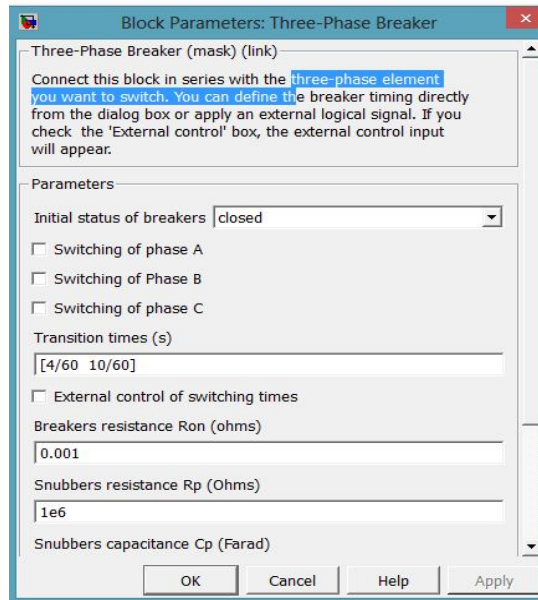 Block Parameters: Three-Phase Breaker
Three-Phase Breaker (mask) (link)
Connect this block in series with the three-phase element
you want to switch. You can define the breaker timing directly
from the dialog box or apply an external logical signal. If you
check the 'External control' box, the external control input
will appear.
Parameters
Initial status of breakers closed
Switching of phase A
Switching of Phase B
Switching of phase C
Transition times (s)
[4/60 10/60]
External control of switching times
Breakers resistance Ron (ohms)
0.001
Snubbers resistance Rp (Ohms)
1e6
Snubbers capacitance Cp (Farad)
OK Cancel Help Apply